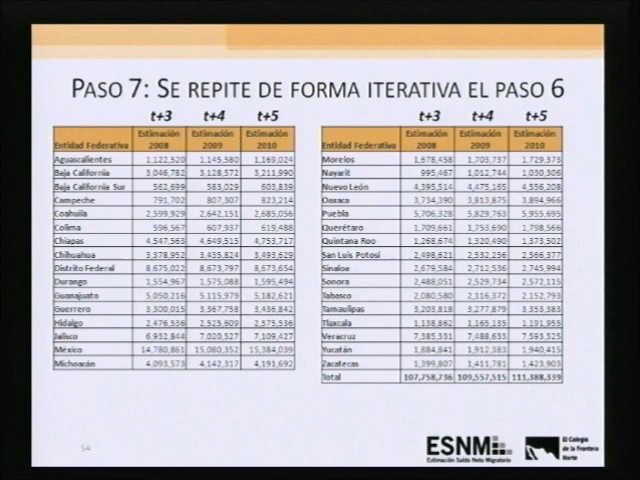 PASO 7: SE REPITE DE FORMA ITERATIVA EL PASO 6
t+3 t+4 t+5
Entidad Federativa Estimación 2008 Estimación 2009 Estimación 2010
Aguascalientes 1,122,520 1,145,580 1,169,024
Baja California 3,046,782 3,128,572 3,211,990
Baja California Sur 562,699 583,029 603,839
Campeche 791,702 807,307 823,214
Coahuila 2,599,929 2,642,151 2,685,056
Colima 596,567 607,937 619,488
Chiapas 4,547,563 4,649,515 4,753,717
Chihuahua 3,378,952 3,435,824 3,493,629
Distrito Federal 8,675,022 8,673,797 8,673,654
Durango 1,554,967 1,575,088 1,595,494
Guanajuato 5,050,216 5,115,979 5,182,621
Guerrero 3,300,015 3,367,758 3,436,842
Hidalgo 2,476,536 2,525,609 2,575,536
Jalisco 6,932,844 7,020,527 7,109,427
México 14,780,861 15,080,352 15,384,039
Michoacán 4,093,573 4,142,317 4,191,692
t+3 t+4 t+5
Entidad Federativa Estimación 2008 Estimación 2009 Estimación 2010
Morelos 1,678,458 1,703,737 1,729,373
Nayarit 995,467 1,012,744 1,030,306
Nuevo León 4,395,514 4,475,165 4,556,208
Oaxaca 3,734,390 3,813,875 3,894,966
Puebla 5,706,328 5,829,763 5,955,695
Querétaro 1,709,661 1,753,690 1,798,566
Quintana Roo 1,268,674 1,320,490 1,373,502
San Luis Potosí 2,498,621 2,532,256 2,566,377
Sinaloa 2,679,584 2,712,536 2,745,994
Sonora 2,488,051 2,529,734 2,572,115
Tabasco 2,080,580 2,116,372 2,152,793
Tamaulipas 3,203,818 3,277,879 3,353,383
Tlaxcala 1,138,862 1,165,135 1,191,955
Veracruz 7,385,331 7,488,633 7,593,525
Yucatán 1,884,841 1,912,383 1,940,415
Zacatecas 1,399,807 1,411,781 1,423,903
Total 107,758,736 109,557,515 111,388,339
54
ESNM
Estimación Saldo Neto Migratorio
El Colegio
de la Frontera
Norte